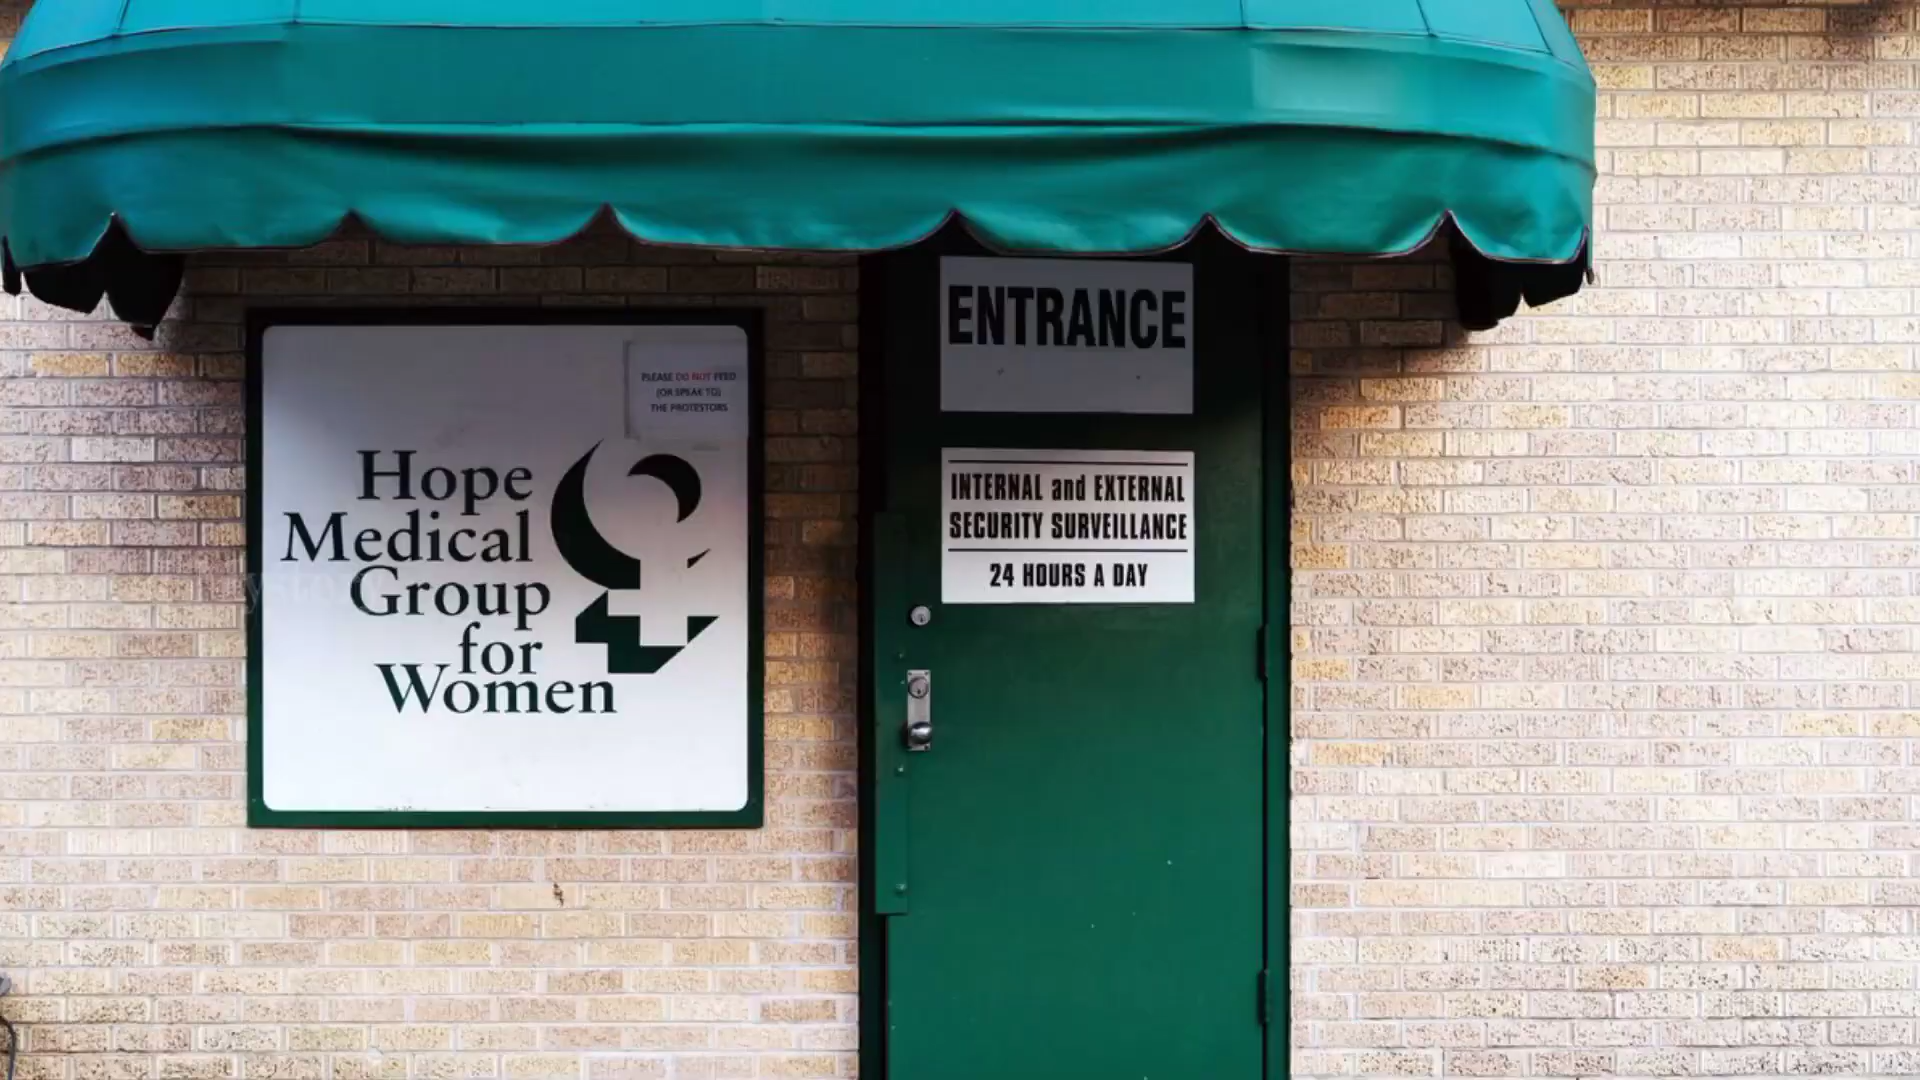 PLEASE DO NOT FEED
(OR SPEAK TO)
THE PROTESTORS
Hope
Medical
Group
for
Women
ENTRANCE
INTERNAL and EXTERNAL
SECURITY SURVEILLANCE
24 HOURS A DAY